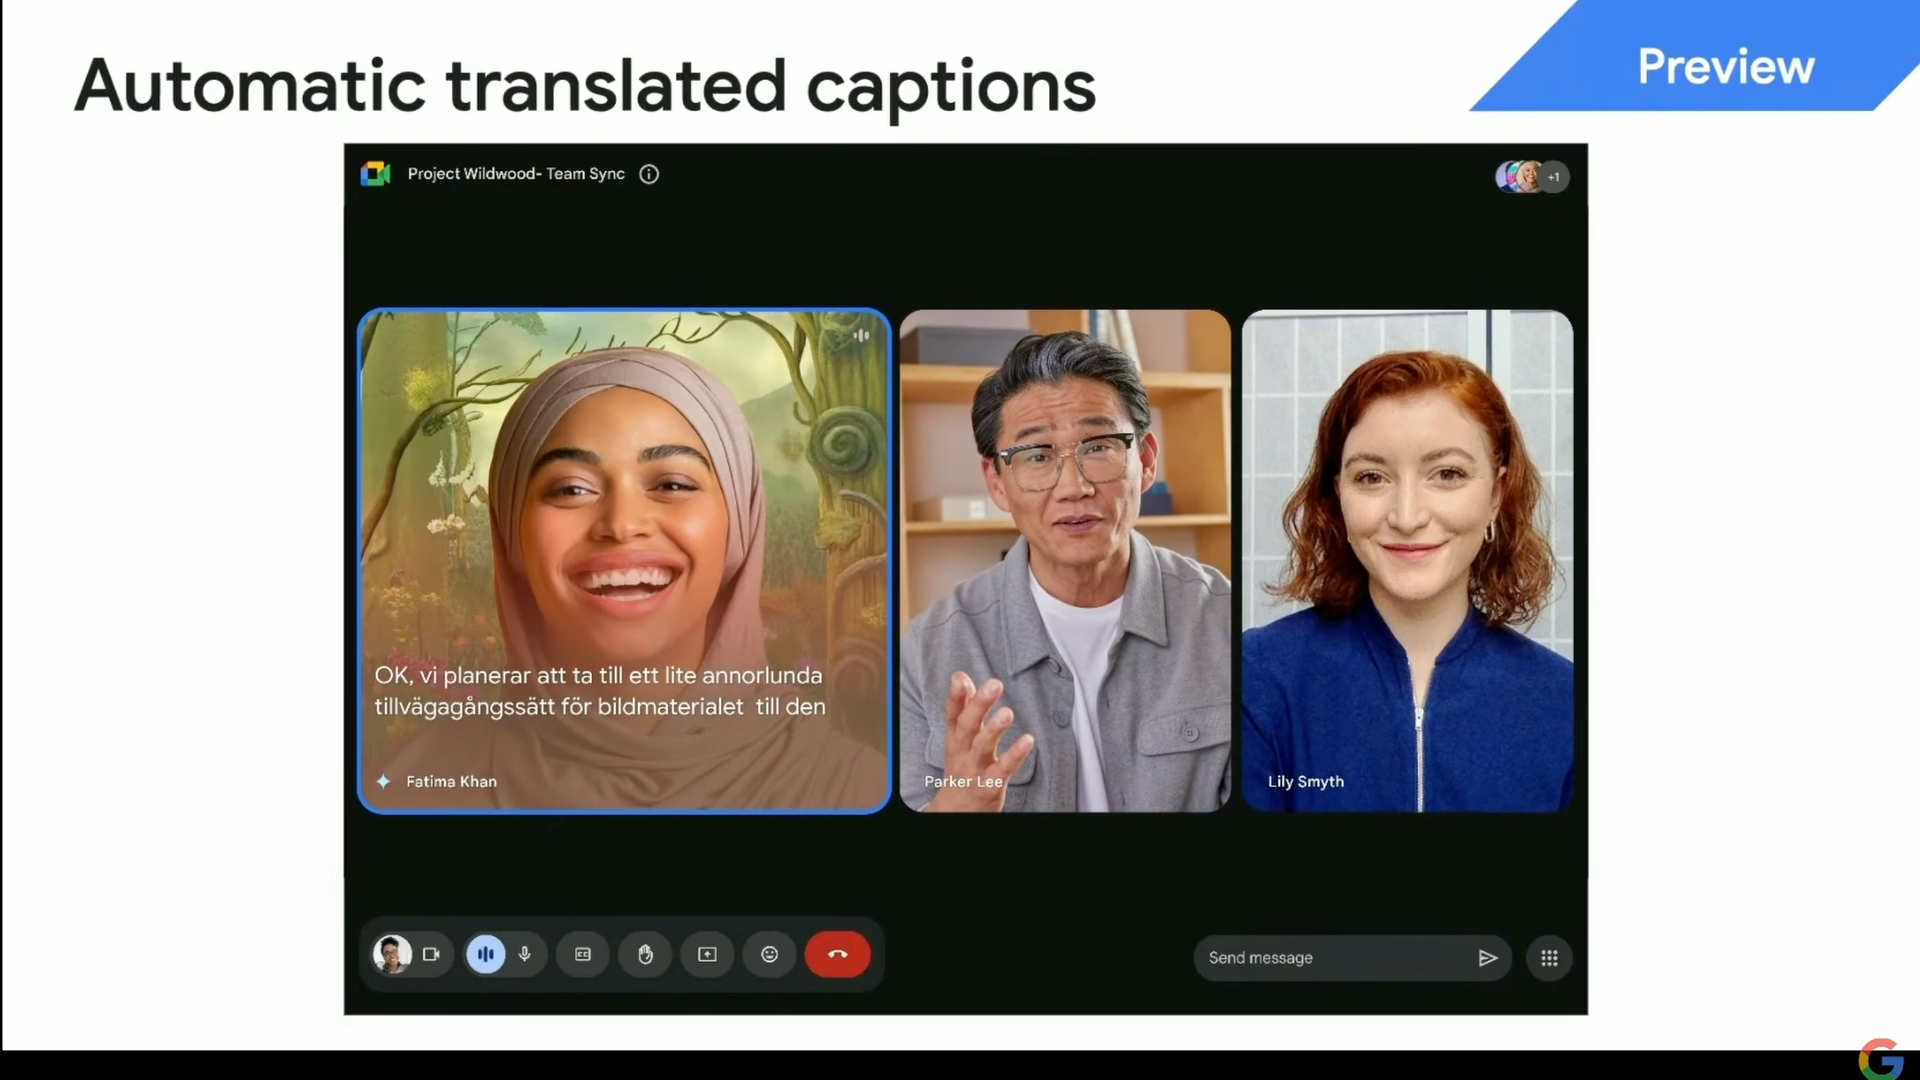 Automatic translated captions
Preview
Project Wildwood- Team Sync
+1
OK, vi planerar att ta till ett lite annorlunda
tillvägagångssätt för bildmaterialet till den
Fatima Khan
Parker Lee
Lily Smyth
CC
Send message